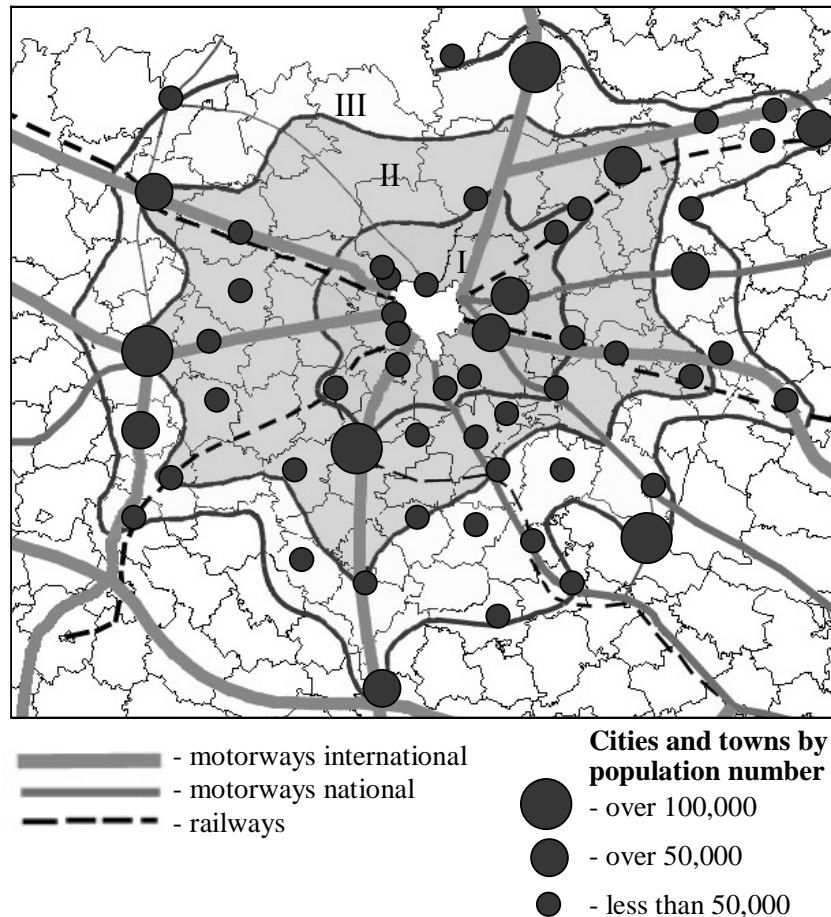 III
II
I
- motorways international
- motorways national
- railways
Cities and towns by
population number
- over 100,000
- over 50,000
- less than 50,000